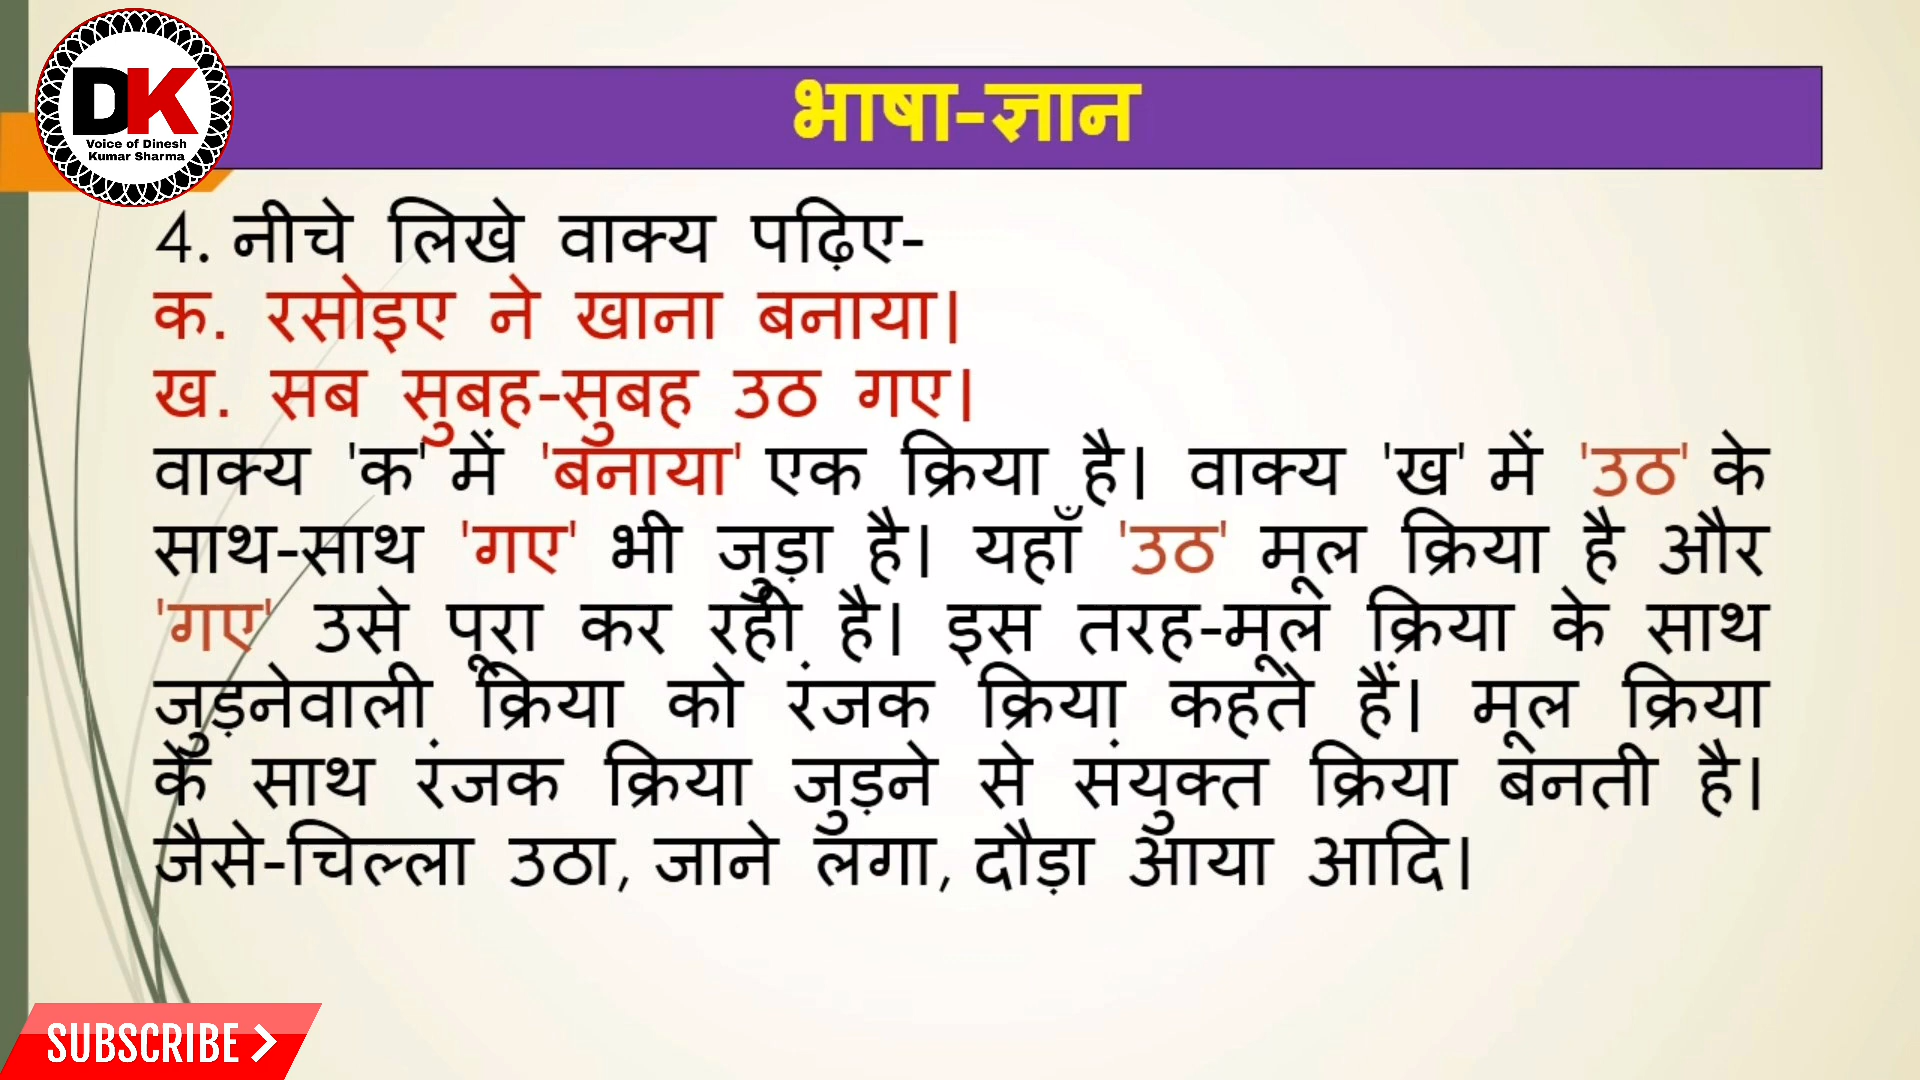 DK
Voice of Dinesh
Kumar Sharma
भाषा-ज्ञान
4. नीचे लिखे वाक्य पढ़िए-
क. रसोइए ने खाना बनाया।
ख. सब सुबह-सुबह उठ गए।
वाक्य 'क' में 'बनाया' एक क्रिया है। वाक्य 'ख' में 'उठ' के
साथ-साथ 'गए' भी जुड़ा है। यहाँ 'उठ' मूल क्रिया है और
'गए' उसे पूरा कर रही है। इस तरह-मूल क्रिया के साथ
जुड़नेवाली क्रिया को रंजक क्रिया कहते हैं। मूल क्रिया
के साथ रंजक क्रिया जुड़ने से संयुक्त क्रिया बनती है।
जैसे-चिल्ला उठा, जाने लगा, दौड़ा आया आदि।
SUBSCRIBE